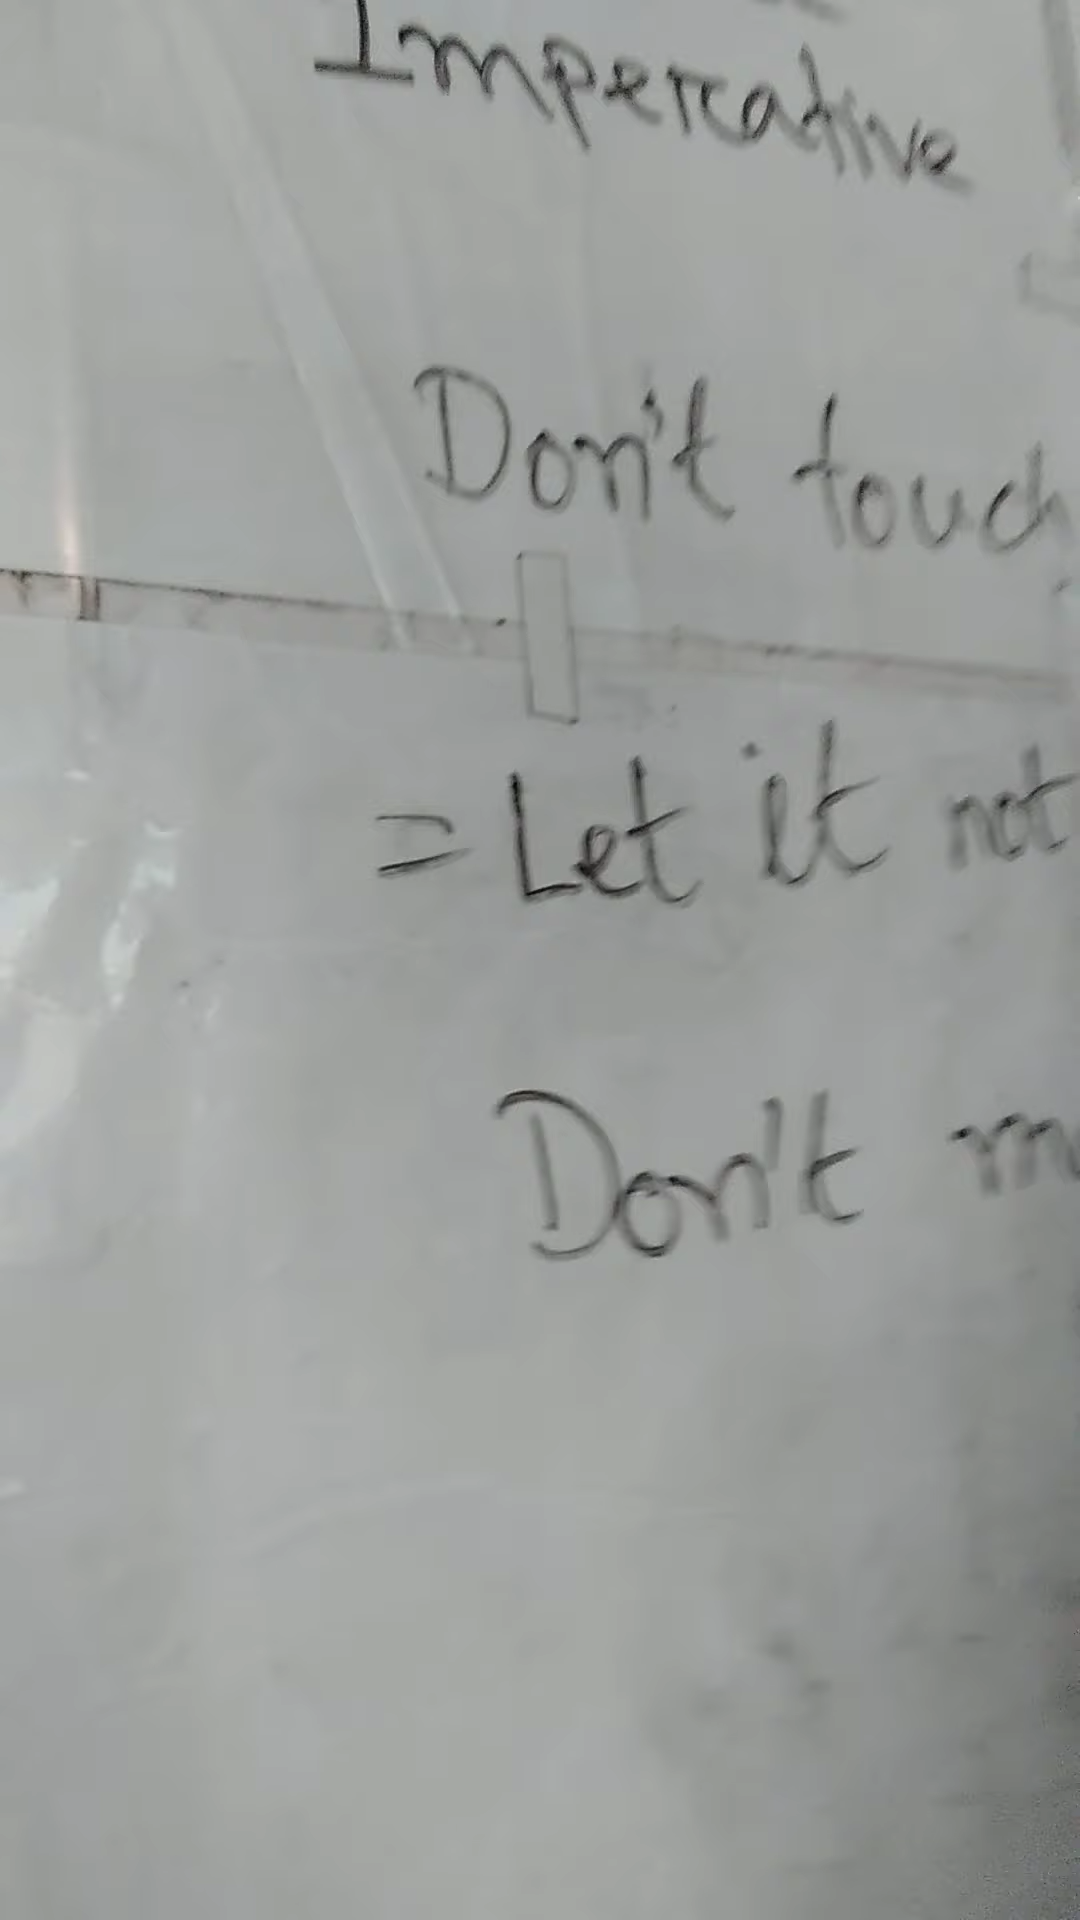 Imperative
Don't touch
= Let it not
Don't